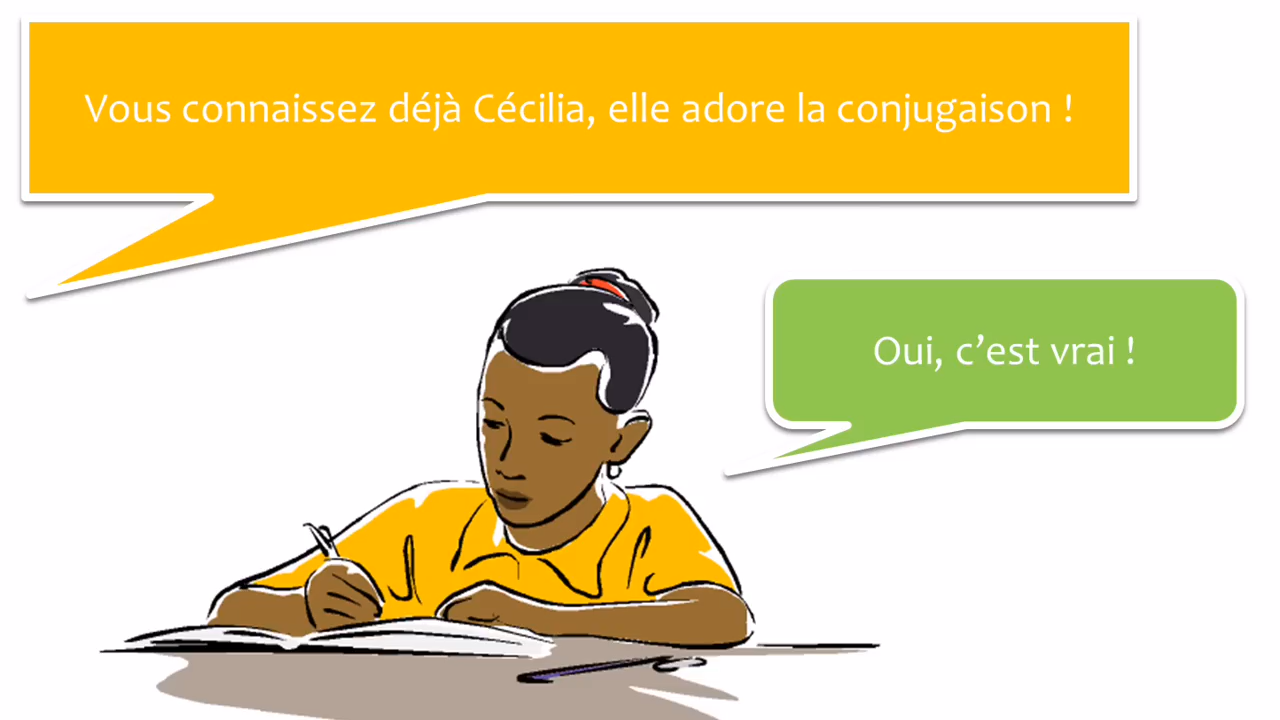 Vous connaissez déjà Cécilia, elle adore la conjugaison !
Oui, c’est vrai !